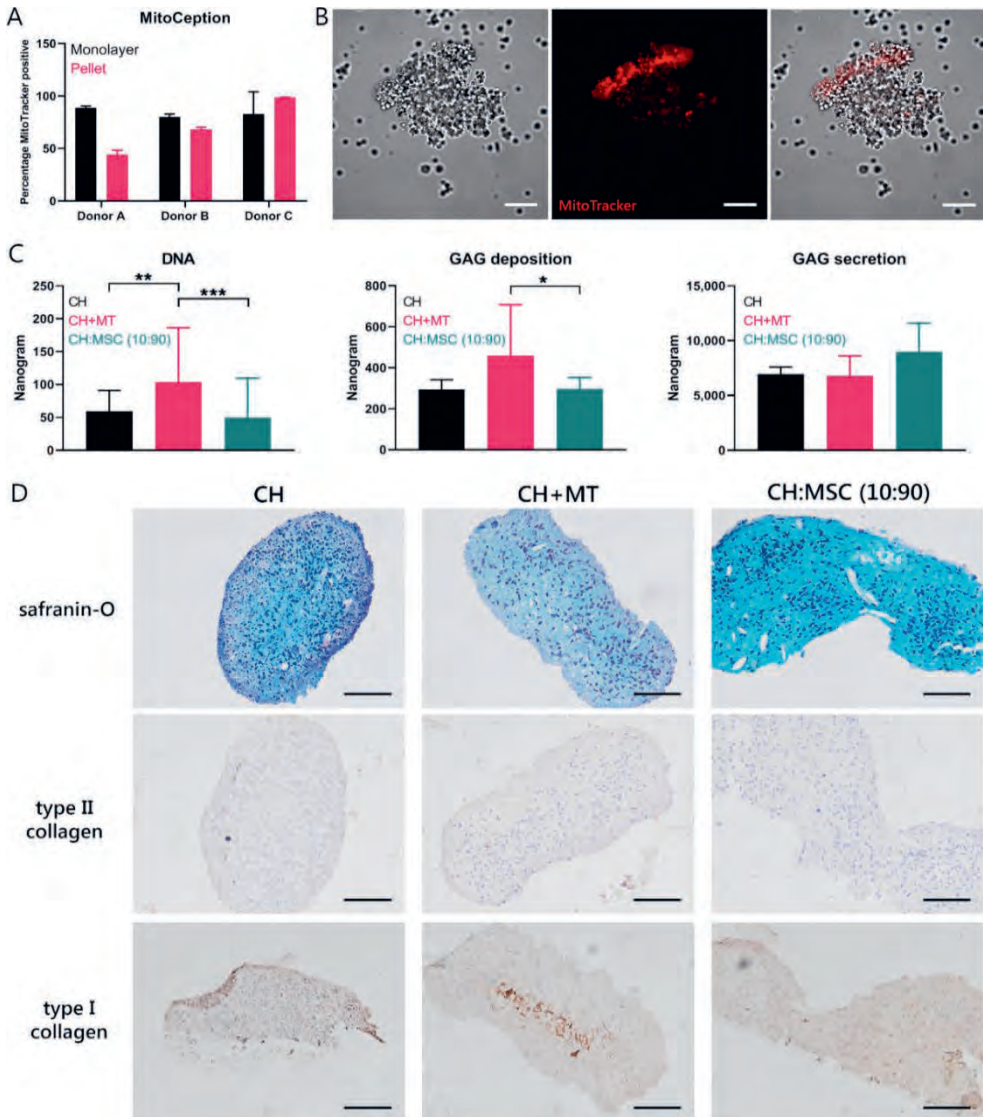 A
MitoCeption
Percentage MitoTracker positive
150
100
50
0
Monolayer
Pellet
Donor A
Donor B
Donor C
B
MitoTracker
C
DNA
Nanogram
250
200
150
100
50
0
CH
CH+MT
CH:MSC (10:90)
**
***
GAG deposition
Nanogram
800
600
400
200
0
CH
CH+MT
CH:MSC (10:90)
*
GAG secretion
Nanogram
15,000
10,000
5,000
0
CH
CH+MT
CH:MSC (10:90)
D
CH
CH+MT
CH:MSC (10:90)
safranin-O
type II
collagen
type I
collagen